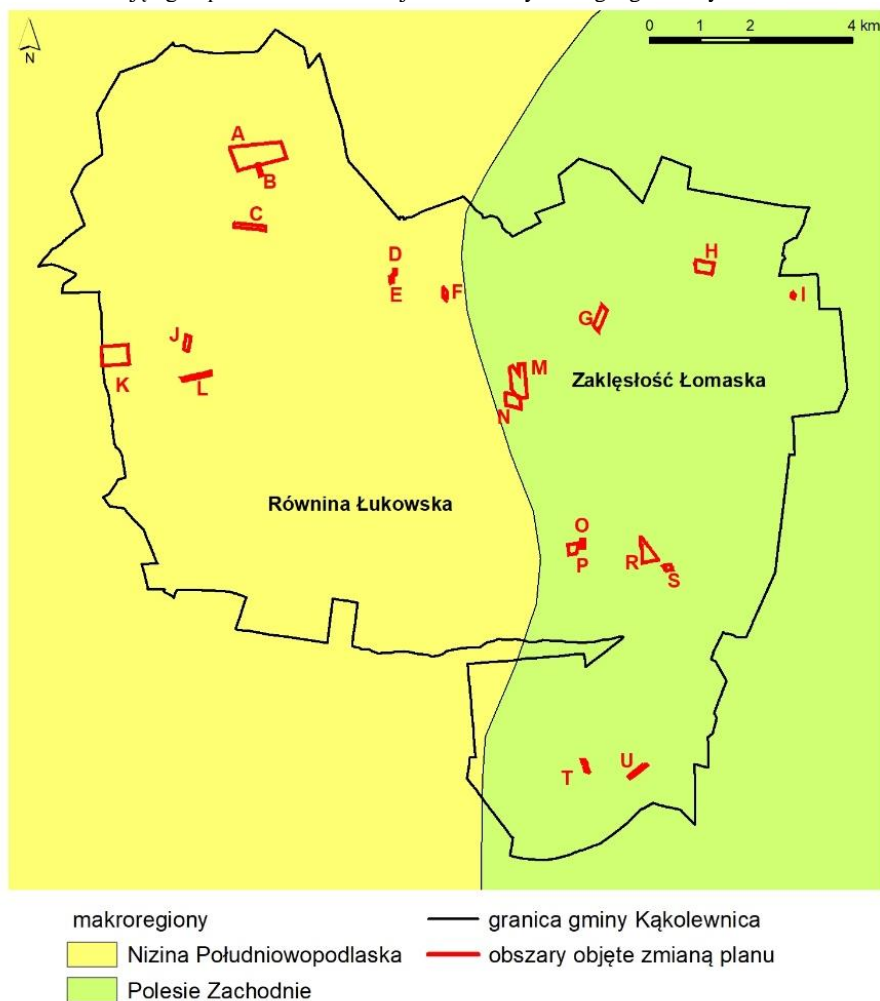 N
0 2 4 km
A
B
C
D
E
F
G
H
I
J
K
L
M
N
Zaklęsłość Łomaska
Równina Łukowska
O
P
R
S
T
U
makroregiony
granica gminy Kąkolewnica
Nizina Południowopodlaska
obszary objęte zmianą planu
Polesie Zachodnie